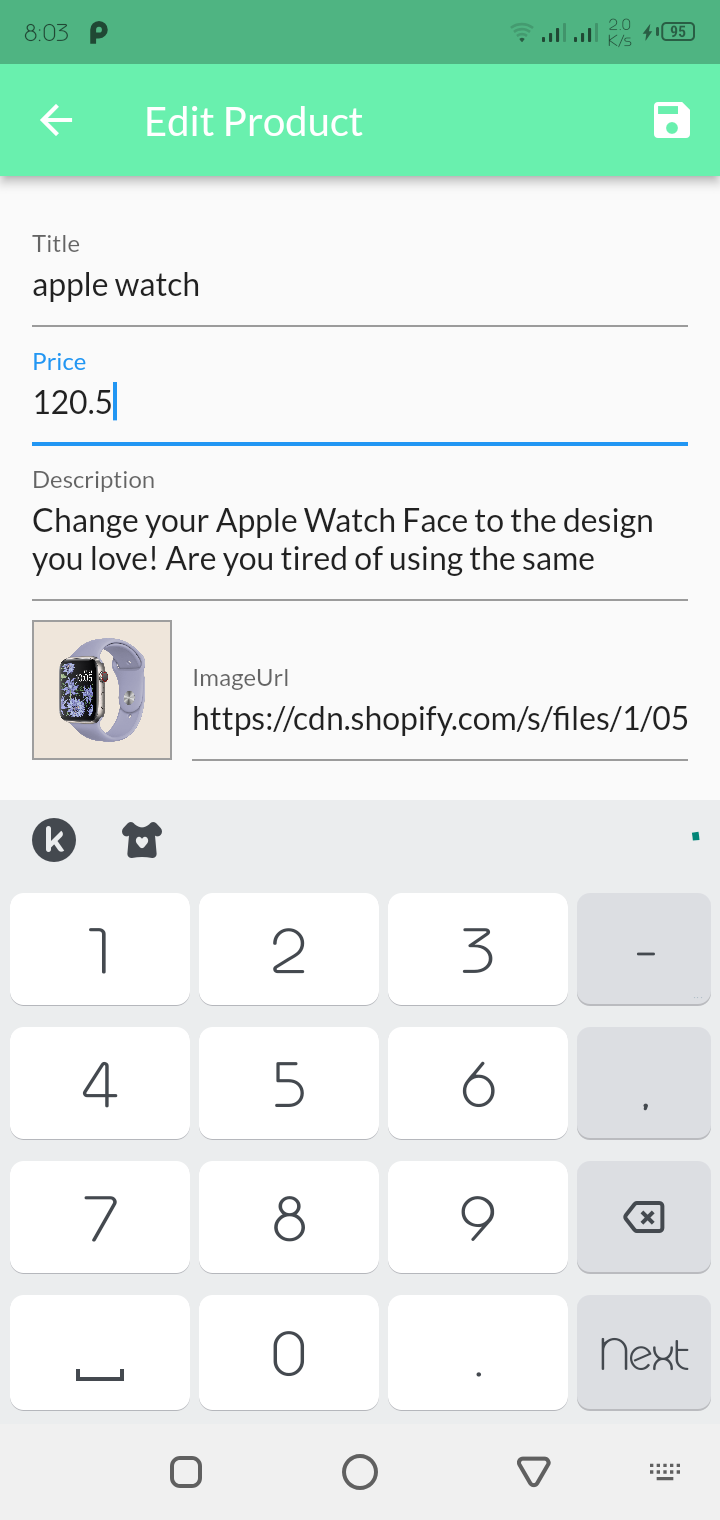 8:03
2.0
K/s
95
Edit Product
Title
apple watch
Price
120.5
Description
Change your Apple Watch Face to the design
you love! Are you tired of using the same
10:09
ImageUrl
https://cdn.shopify.com/s/files/1/05
k
1 2 3 -
4 5 6 ,
7 8 9
0 . Next